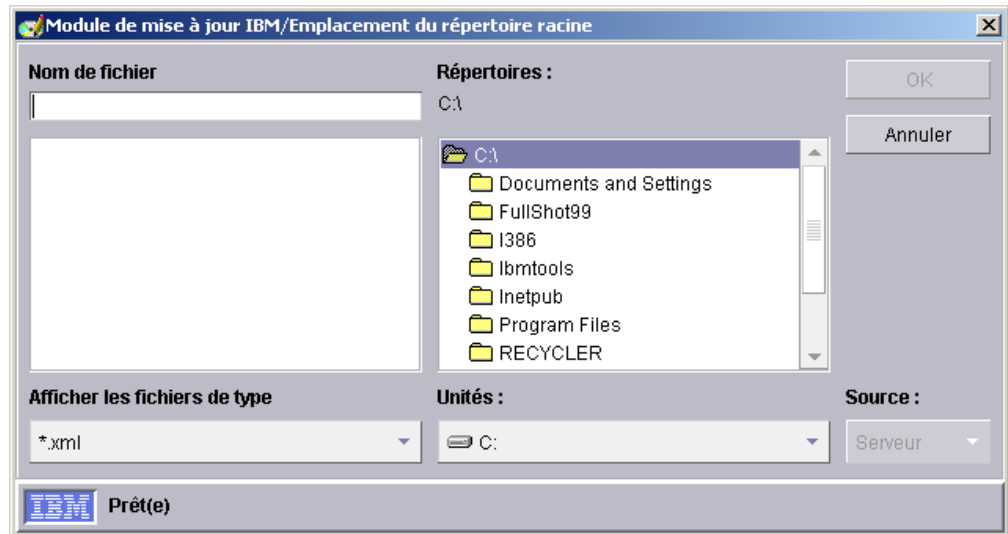 Module de mise à jour IBM/Emplacement du répertoire racine
Nom de fichier
Répertoires :
C:\
OK
Annuler
C:\
Documents and Settings
FullShot99
I386
Ibmtools
Inetpub
Program Files
RECYCLER
Afficher les fichiers de type
Unités :
Source :
*.xml
C:
Serveur
IBM
Prêt(e)